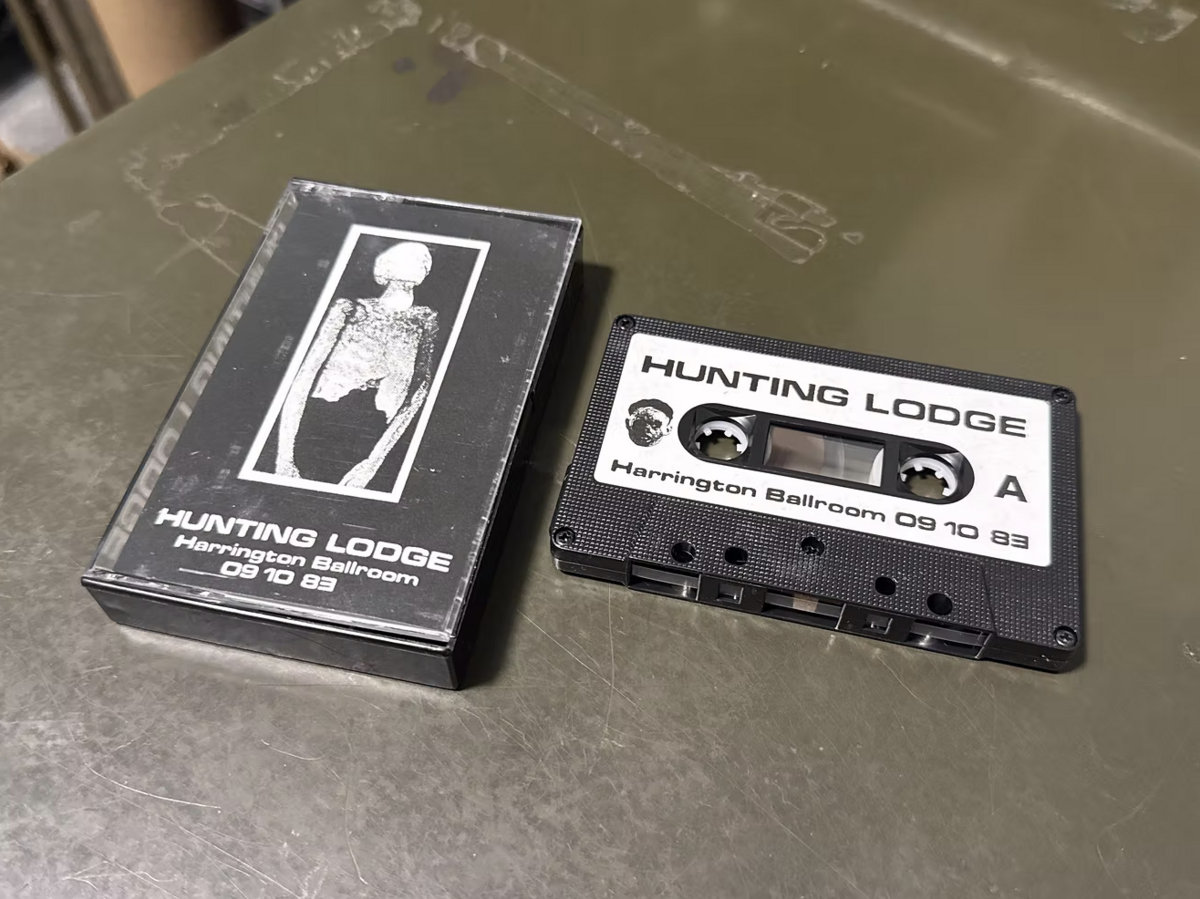 HUNTING LODGE
Harrington Ballroom
09 10 83
HUNTING LODGE
A
Harrington Ballroom 09 10 83